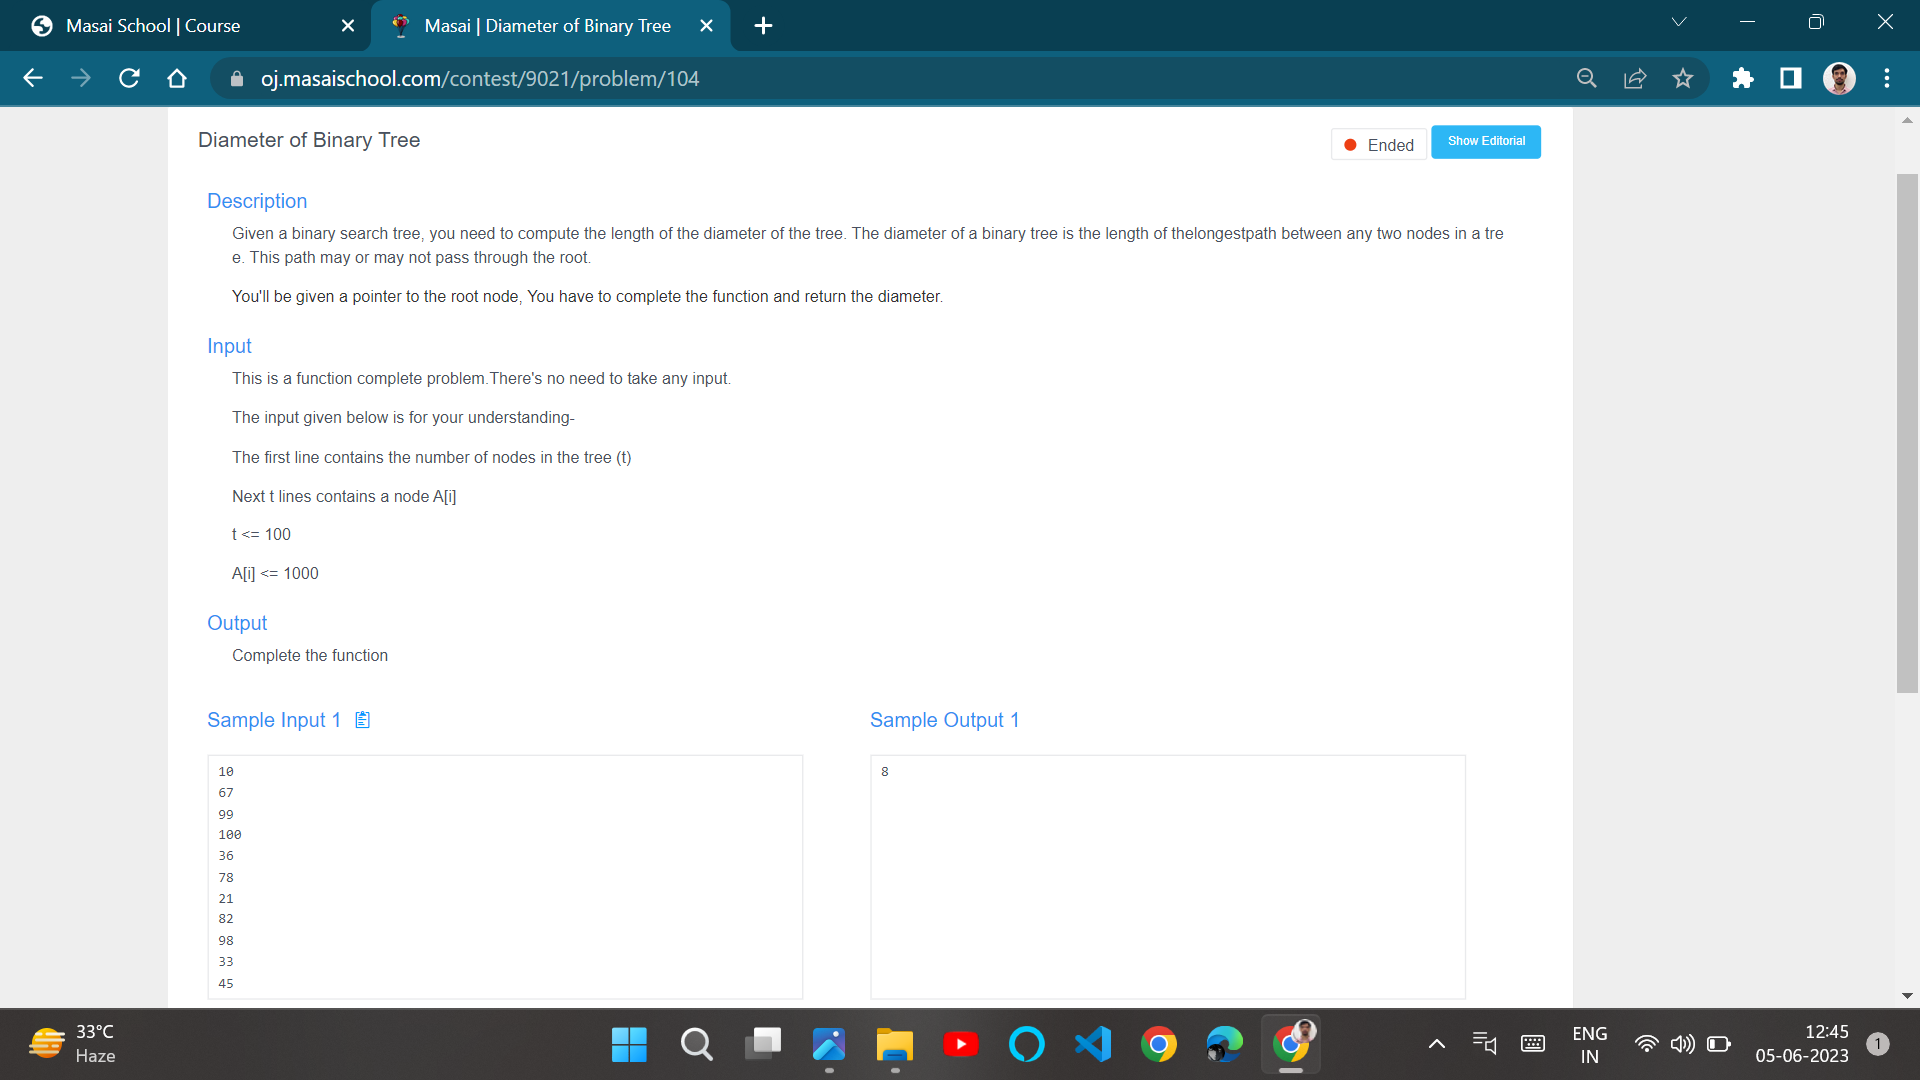 Masai School | Course
Masai | Diameter of Binary Tree
oj.masaischool.com/contest/9021/problem/104
Diameter of Binary Tree
Ended
Show Editorial
Description
Given a binary search tree, you need to compute the length of the diameter of the tree. The diameter of a binary tree is the length of thelongestpath between any two nodes in a tre
e. This path may or may not pass through the root.
You'll be given a pointer to the root node, You have to complete the function and return the diameter.
Input
This is a function complete problem.There's no need to take any input.
The input given below is for your understanding-
The first line contains the number of nodes in the tree (t)
Next t lines contains a node A[i]
t <= 100
A[i] <= 1000
Output
Complete the function
Sample Input 1
Sample Output 1
10
67
99
100
36
78
21
82
98
33
45
8
33°C
Haze
ENG
IN
12:45
05-06-2023
1